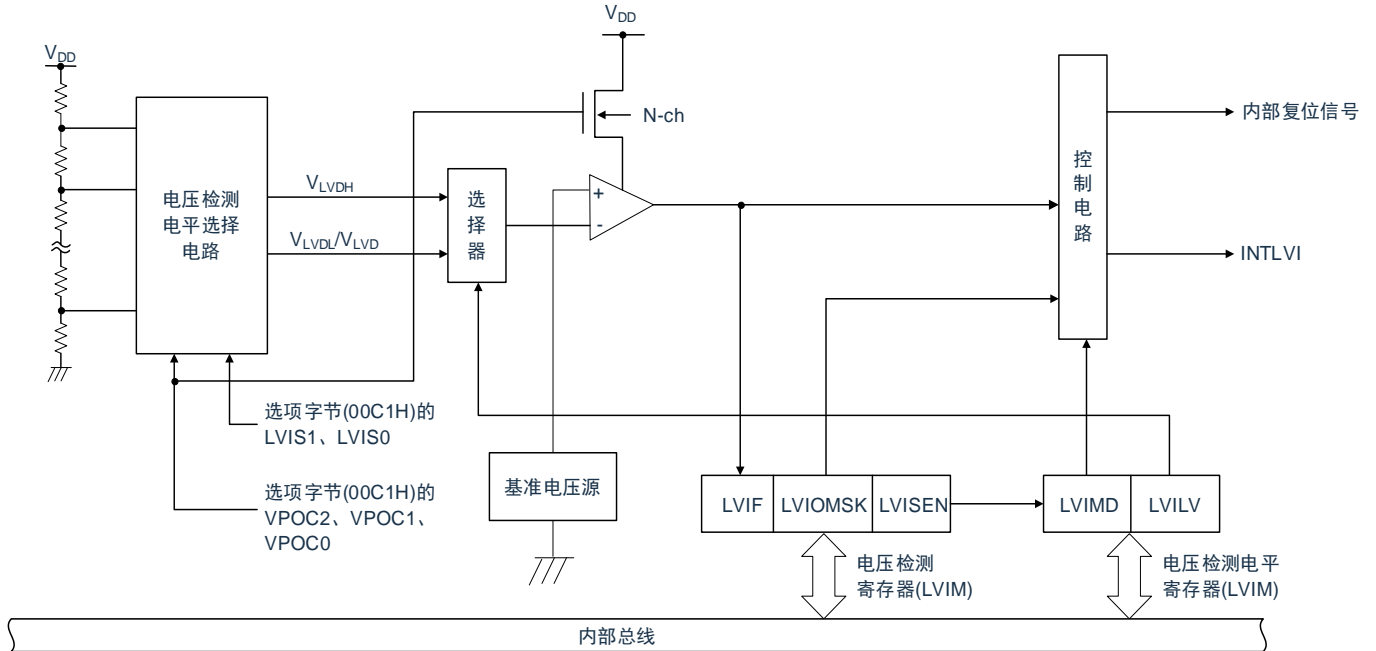 VDD
VDD
N-ch
电压检测
电平选择
电路
VLVDH
VLVDL/VLVD
选
择
器
+
-
控
制
电
路
内部复位信号
INTLVI
选项字节(00C1H)的
LVIS1、LVIS0
选项字节(00C1H)的
VPOC2、VPOC1、
VPOC0
基准电压源
LVIF
LVIOMSK
LVISEN
LVIMD
LVILV
电压检测
寄存器(LVIM)
电压检测电平
寄存器(LVIM)
内部总线